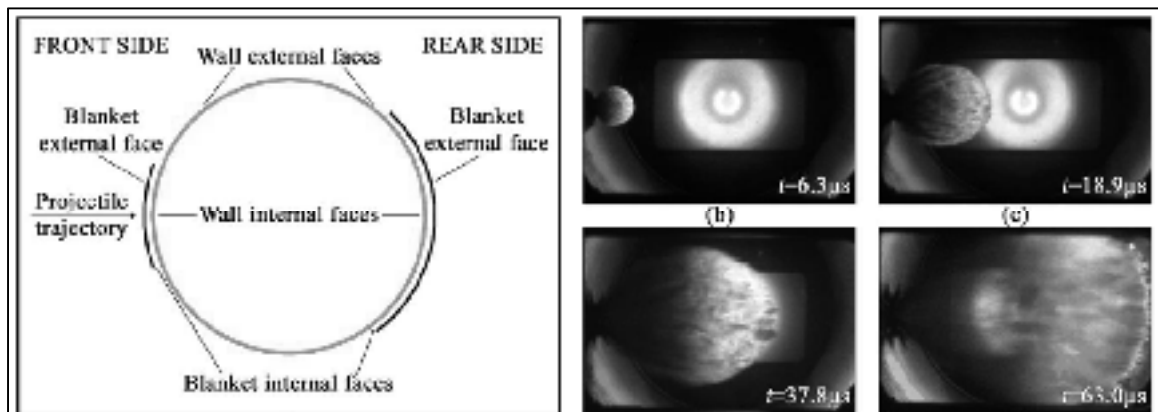 FRONT SIDE
REAR SIDE
Wall external faces
Blanket
external face
Blanket
external face
Projectile
trajectory
Wall internal faces
Blanket internal faces
t=6.3μs
t=18.9μs
(b)
(c)
t=37.8μs
t=63.0μs